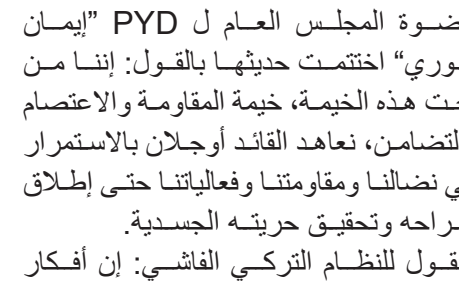 ضوة المجلس العام ل PYD "إيمان
وري" اختتمت حديثها بالقول: إننا من
ت هذه الخيمة، خيمة المقاومة والاعتصام
لتضامن، نعاهد القائد أوجلان بالاستمرار
ي نضالنا ومقاومتنا وفعالياتنا حتى إطلاق
راحه وتحقيق حريته الجسدية.
قول للنظام التركي الفاشي: إن أفكار